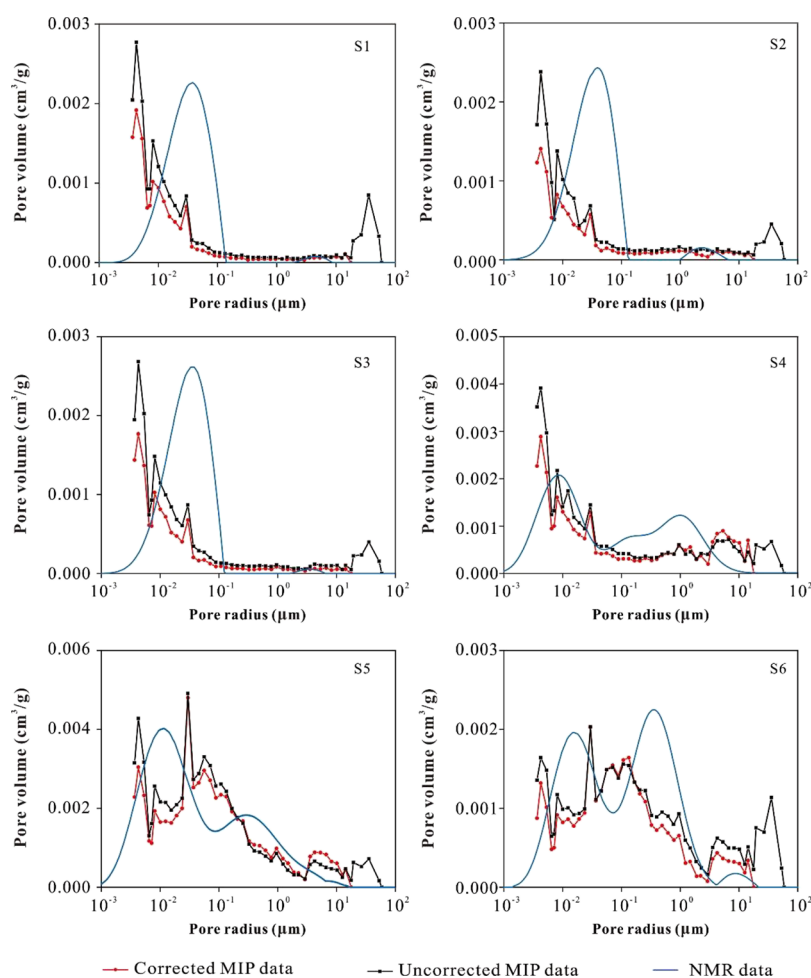 0.003 0.002 0.001 0.000
Pore volume (cm³/g)
S1
10⁻³ 10⁻² 10⁻¹ 10⁰ 10¹ 10²
Pore radius (μm)
0.003 0.002 0.001 0.000
Pore volume (cm³/g)
S2
10⁻³ 10⁻² 10⁻¹ 10⁰ 10¹ 10²
Pore radius (μm)
0.003 0.002 0.001 0.000
Pore volume (cm³/g)
S3
10⁻³ 10⁻² 10⁻¹ 10⁰ 10¹ 10²
Pore radius (μm)
0.005 0.004 0.003 0.002 0.001 0.000
Pore volume (cm³/g)
S4
10⁻³ 10⁻² 10⁻¹ 10⁰ 10¹ 10²
Pore radius (μm)
0.006 0.004 0.002 0.000
Pore volume (cm³/g)
S5
10⁻³ 10⁻² 10⁻¹ 10⁰ 10¹ 10²
Pore radius (μm)
0.003 0.002 0.001 0.000
Pore volume (cm³/g)
S6
10⁻³ 10⁻² 10⁻¹ 10⁰ 10¹ 10²
Pore radius (μm)
Corrected MIP data Uncorrected MIP data NMR data